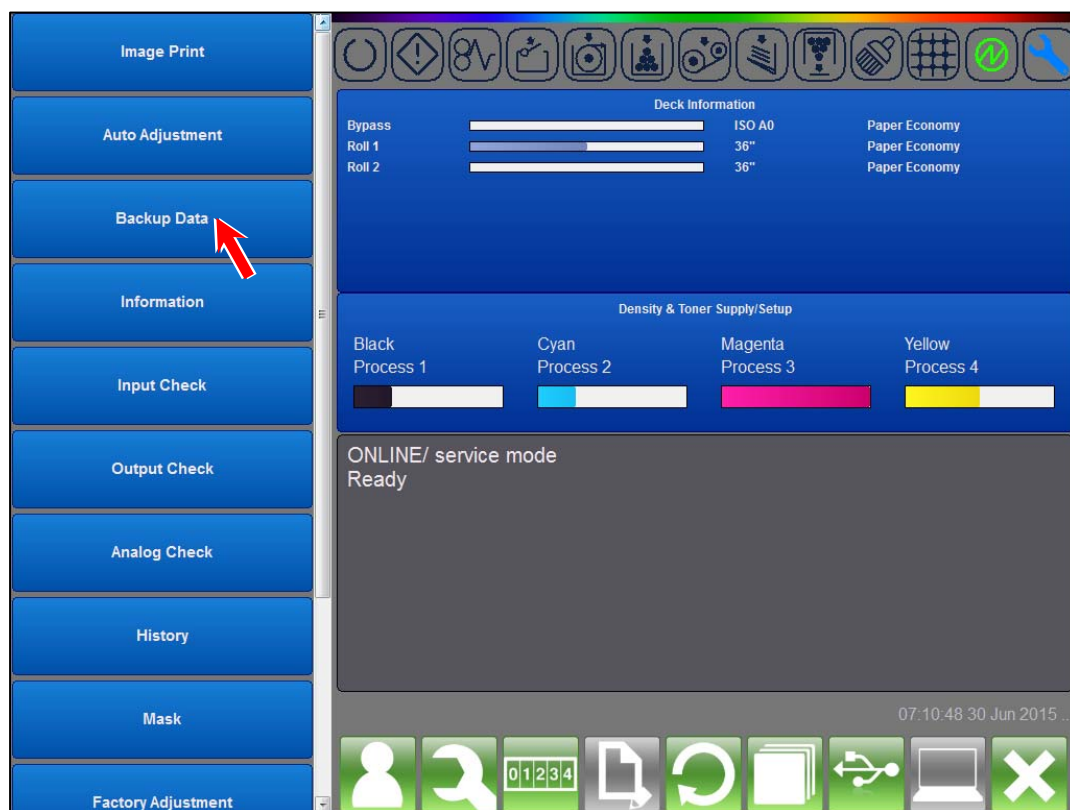 Image Print
Auto Adjustment
Backup Data
Information
Input Check
Output Check
Analog Check
History
Mask
Factory Adjustment
Deck Information
Bypass ISO A0 Paper Economy
Roll 1 36" Paper Economy
Roll 2 36" Paper Economy
Density & Toner Supply/Setup
Black Cyan Magenta Yellow
Process 1 Process 2 Process 3 Process 4
ONLINE/ service mode
Ready
07:10:48 30 Jun 2015 ..
01234